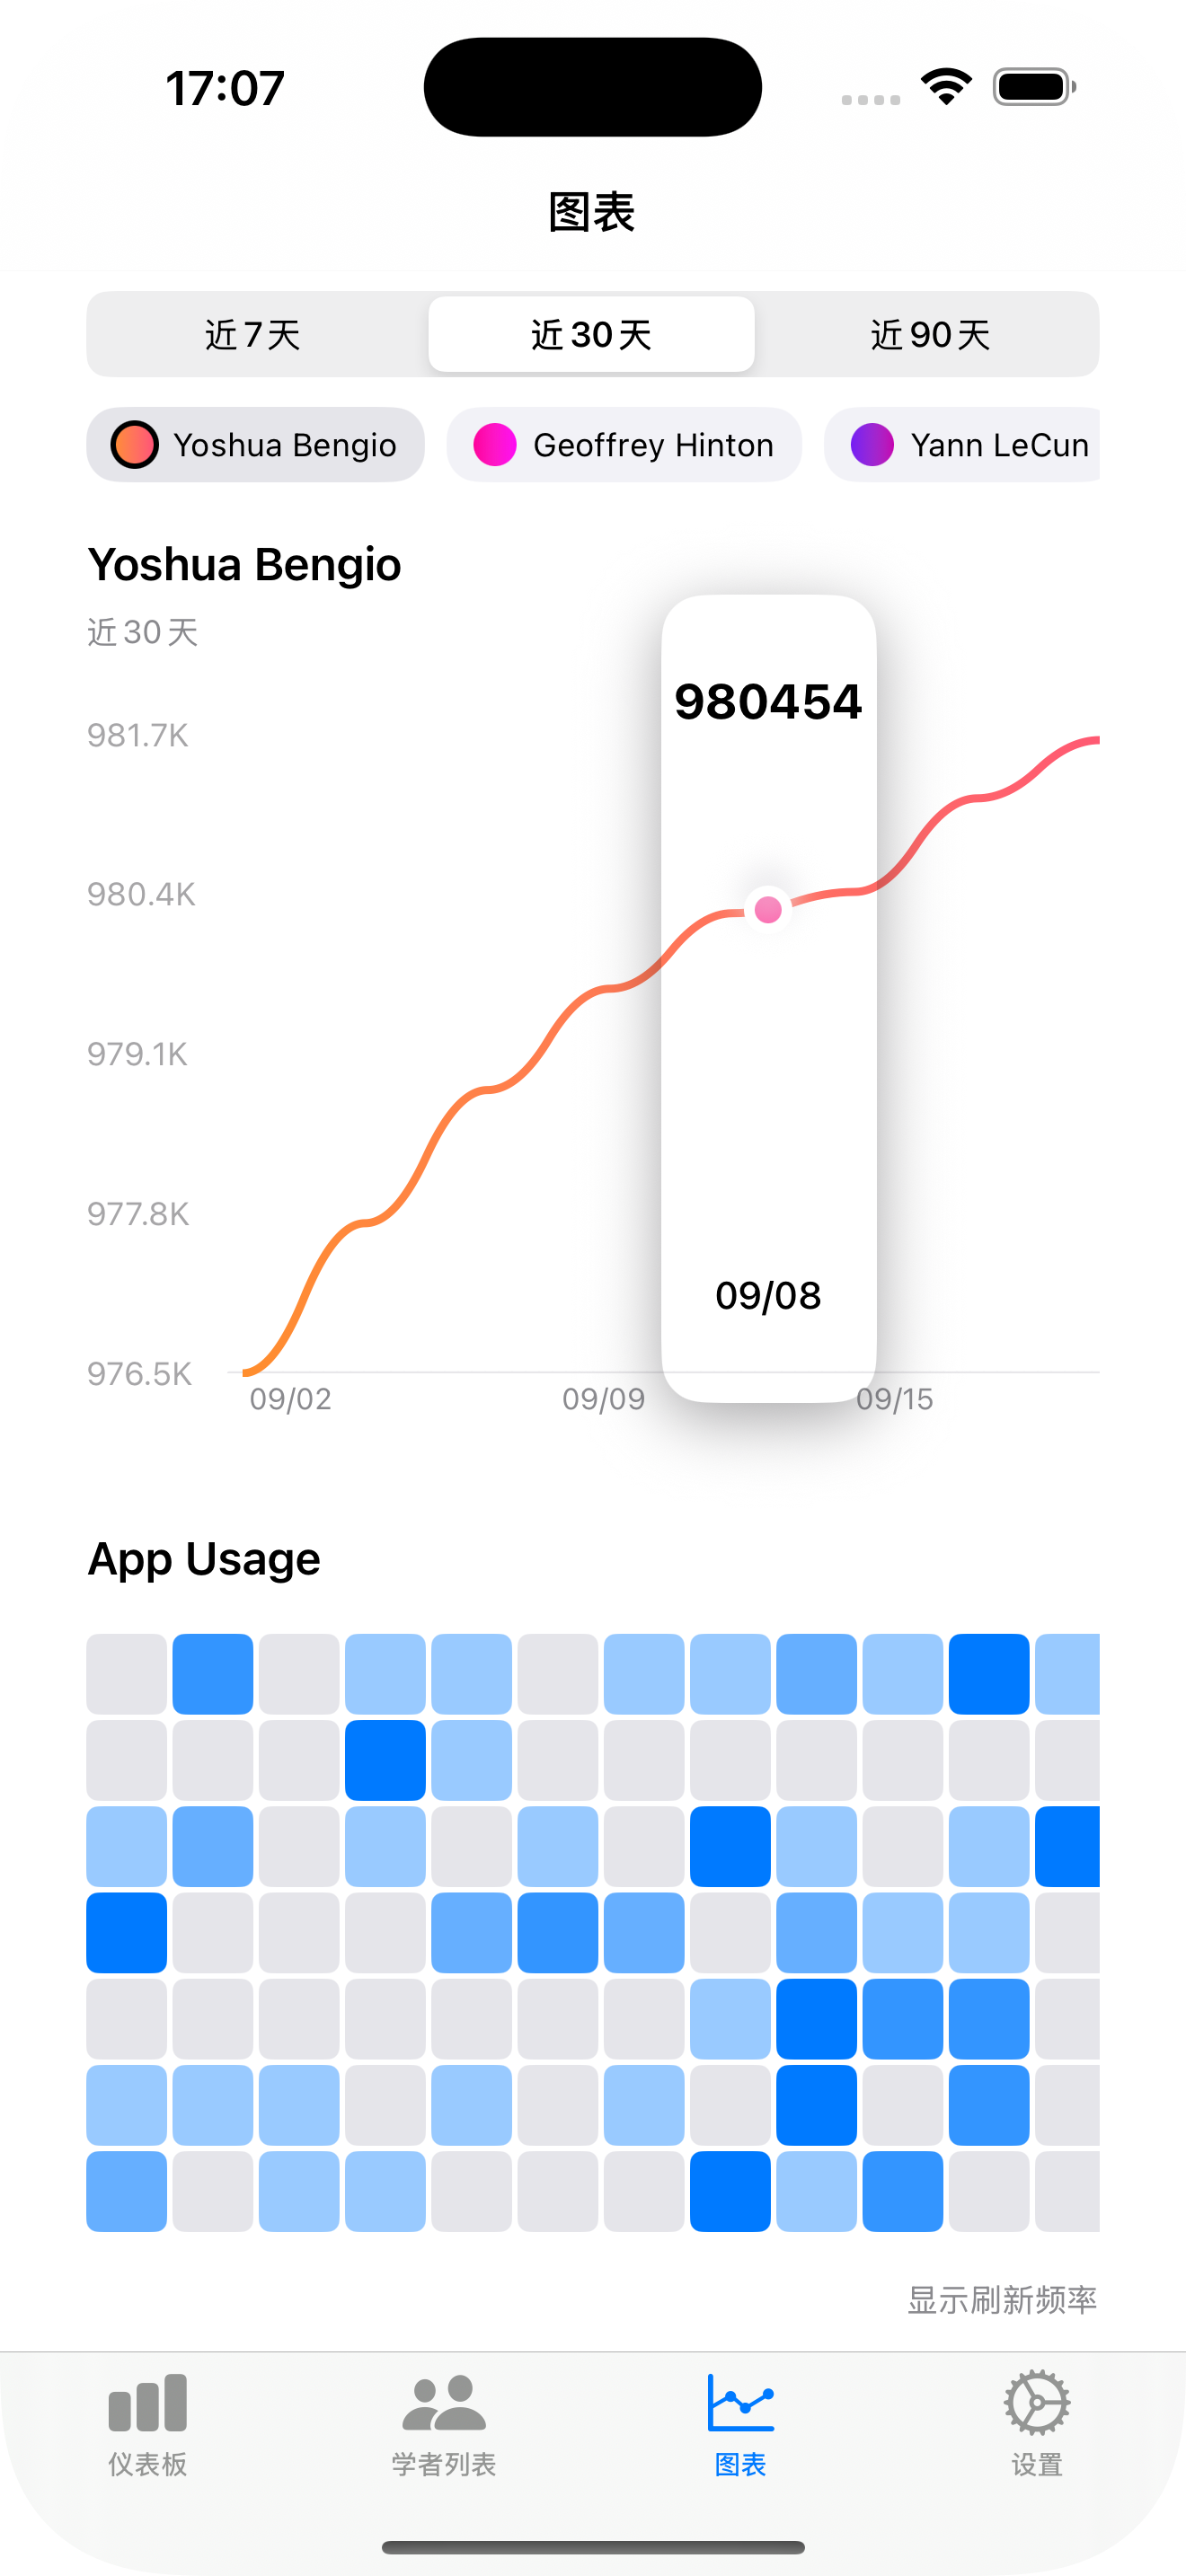 17:07
图表
近 7 天
近 30 天
近 90 天
Yoshua Bengio
Geoffrey Hinton
Yann LeCun
Yoshua Bengio
近 30 天
980454
981.7K
980.4K
979.1K
977.8K
09/08
976.5K
09/02
09/09
09/15
App Usage
显示刷新频率
仪表板
学者列表
图表
设置